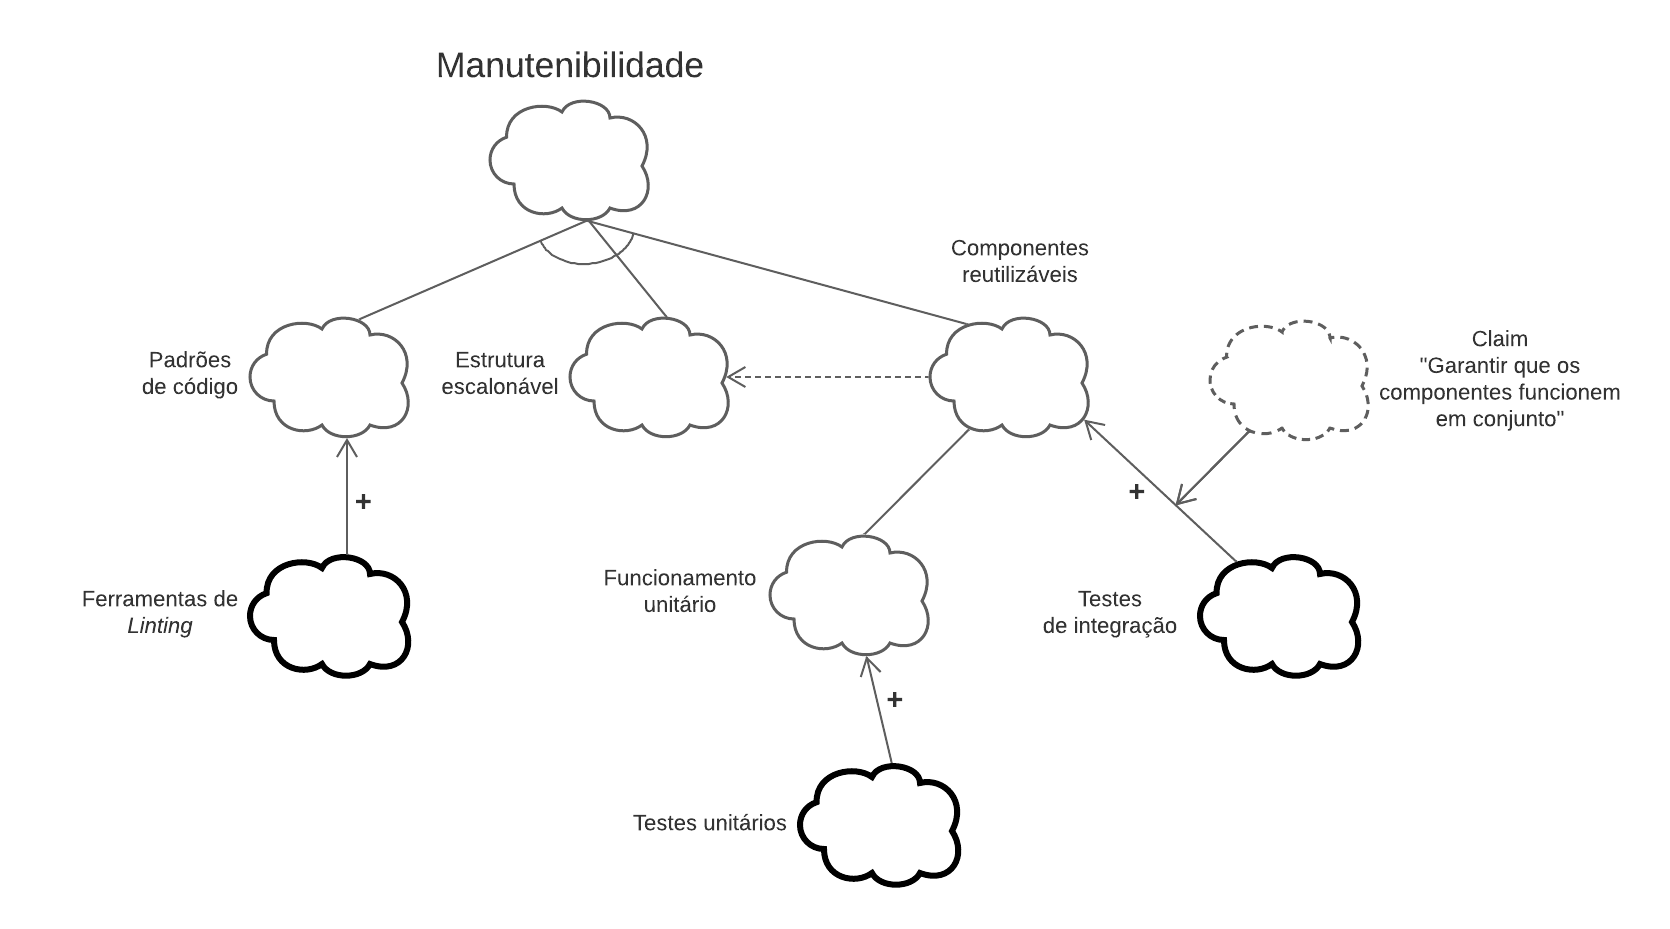 Manutenibilidade
Componentes
reutilizáveis
Padrões
de código
Estrutura
escalonável
Claim
"Garantir que os
componentes funcionem
em conjunto"
+
+
Ferramentas de
Linting
Funcionamento
unitário
Testes
de integração
+
Testes unitários